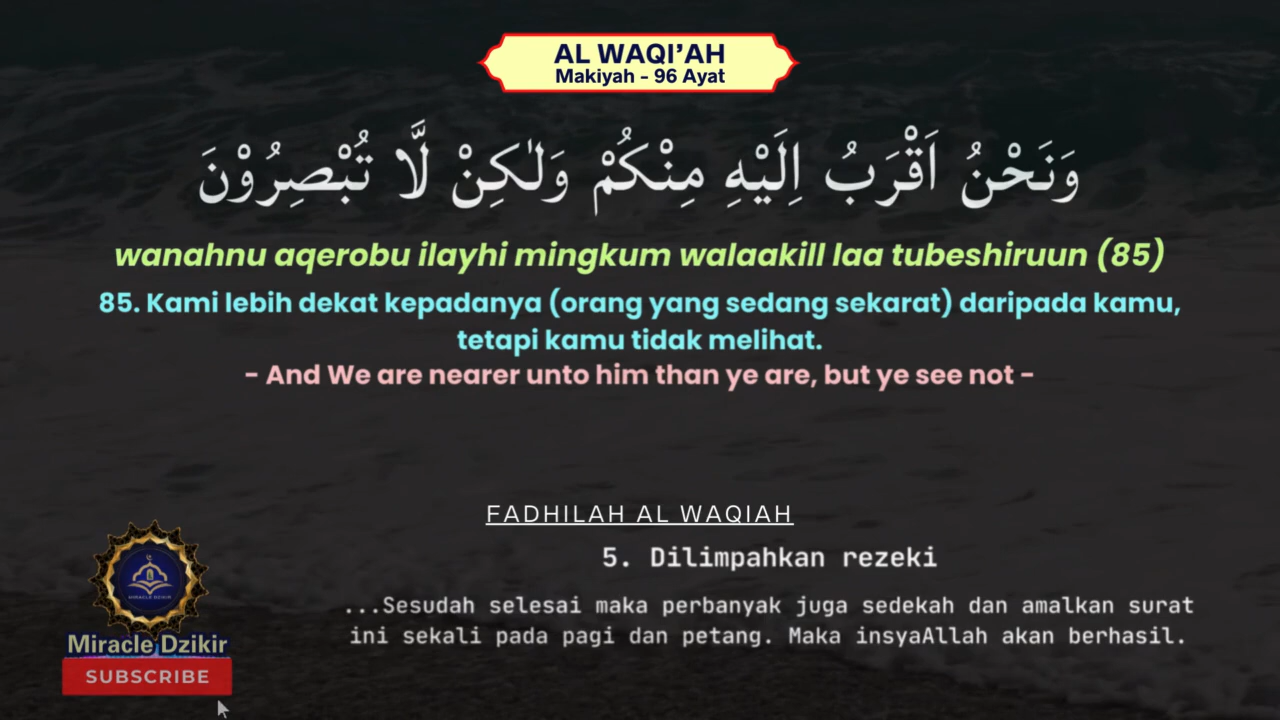 AL WAQI'AH
Makiyah - 96 Ayat
وَنَحْنُ اَقْرَبُ اِلَيْهِ مِنْكُمْ وَلٰكِنْ لَّا تُبْصِرُوْنَ
wanahnu aqerobu ilayhi mingkum walaakill laa tubeshiruun (85)
85. Kami lebih dekat kepadanya (orang yang sedang sekarat) daripada kamu,
tetapi kamu tidak melihat.
- And We are nearer unto him than ye are, but ye see not -
FADHILAH AL WAQIAH
5. Dilimpahkan rezeki
...Sesudah selesai maka perbanyak juga sedekah dan amalkan surat
ini sekali pada pagi dan petang. Maka insyaAllah akan berhasil.
MIRACLE DZIKIR
Miracle Dzikir
SUBSCRIBE